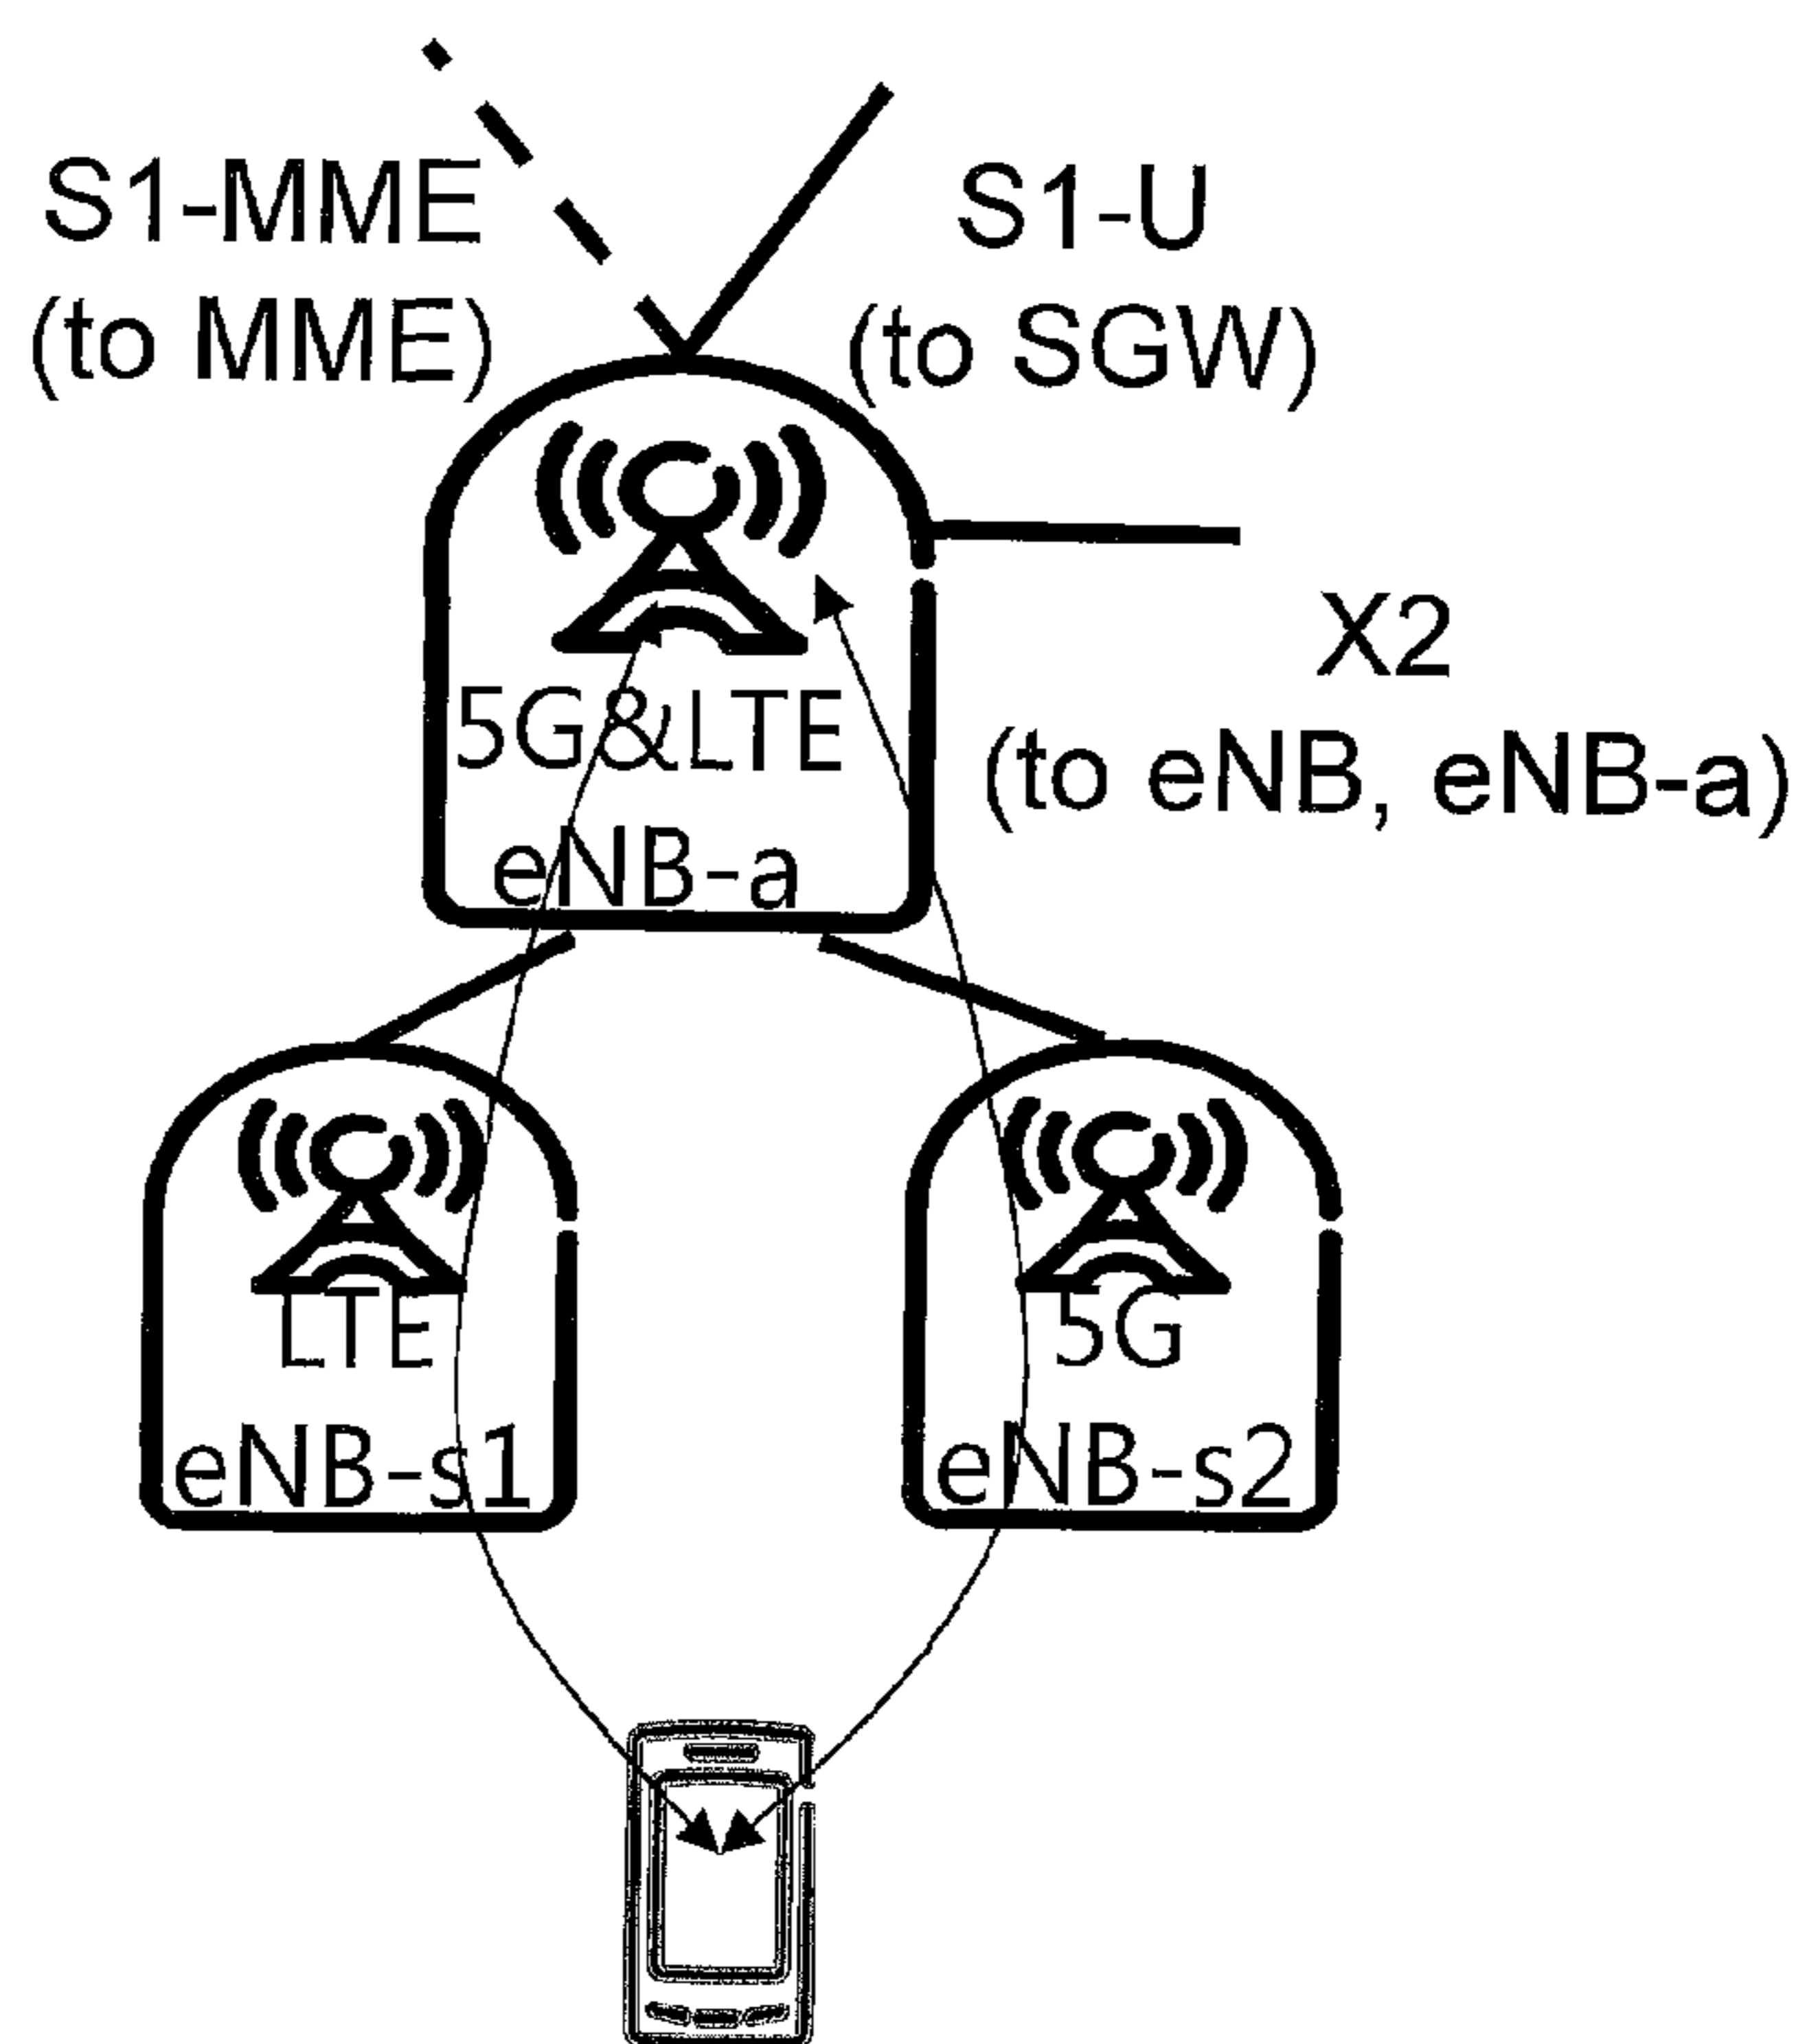 S1-MME
(to MME)
S1-U
(to SGW)
5G&LTE
eNB-a
X2
(to eNB, eNB-a)
LTE
eNB-s1
5G
eNB-s2